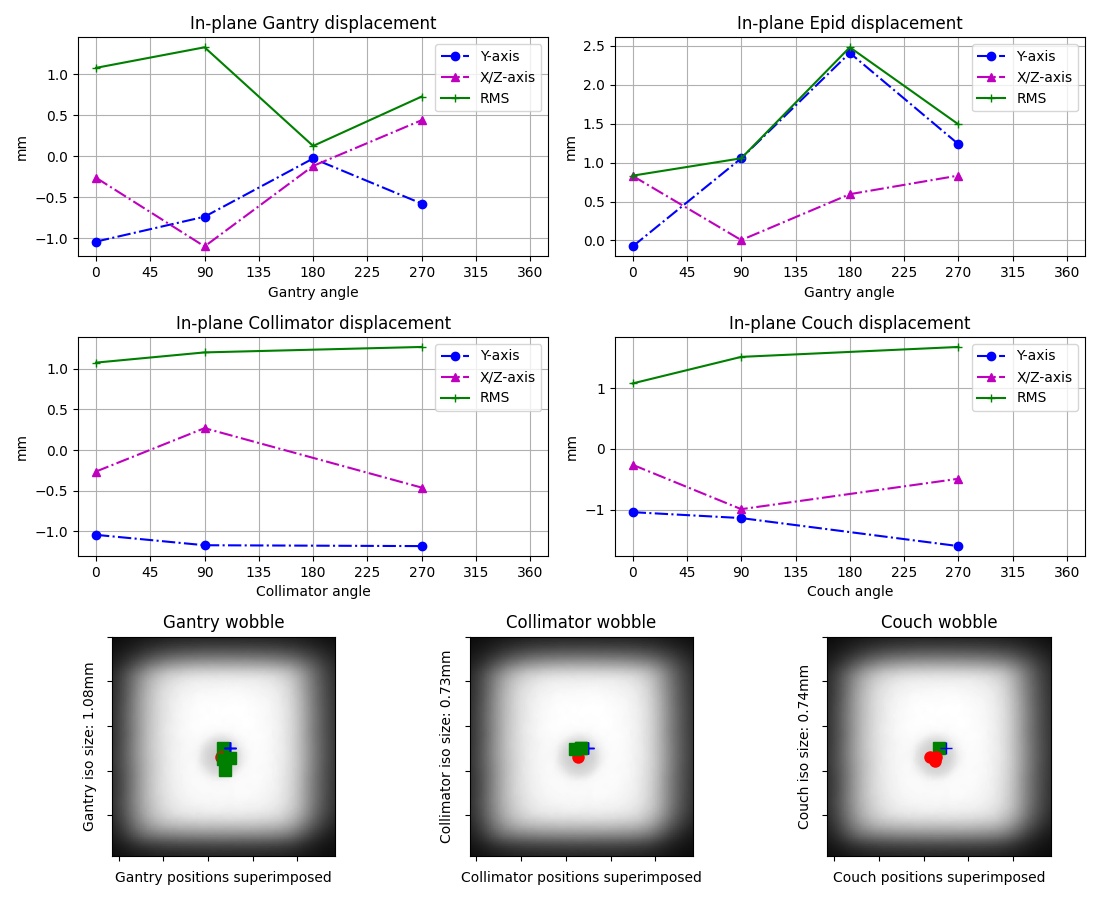 In-plane Gantry displacement
mm
1.0
0.5
0.0
−0.5
−1.0
Y-axis
X/Z-axis
RMS
0 45 90 135 180 225 270 315 360
Gantry angle
In-plane Epid displacement
mm
2.5
2.0
1.5
1.0
0.5
0.0
Y-axis
X/Z-axis
RMS
0 45 90 135 180 225 270 315 360
Gantry angle
In-plane Collimator displacement
mm
1.0
0.5
0.0
−0.5
−1.0
Y-axis
X/Z-axis
RMS
0 45 90 135 180 225 270 315 360
Collimator angle
In-plane Couch displacement
mm
1
0
−1
Y-axis
X/Z-axis
RMS
0 45 90 135 180 225 270 315 360
Couch angle
Gantry wobble
Gantry iso size: 1.08mm
Gantry positions superimposed
Collimator wobble
Collimator iso size: 0.73mm
Collimator positions superimposed
Couch wobble
Couch iso size: 0.74mm
Couch positions superimposed